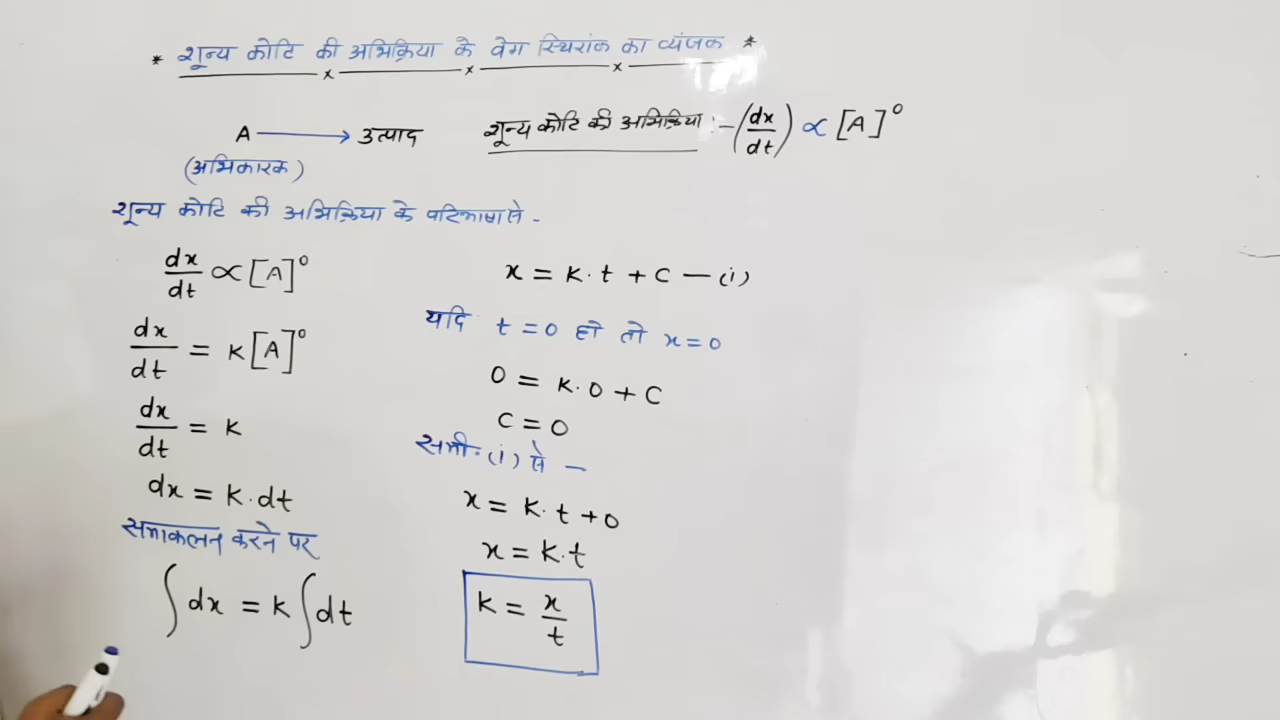 * शून्य कोटि की अभिक्रिया के वेग स्थिरांक का व्यंजक *
A ⟶ उत्पाद
(अभिकारक)
शून्य कोटि की अभिक्रिया :- (dx/dt) ∝ [A]⁰
शून्य कोटि की अभिक्रिया के परिभाषा से -
dx/dt ∝ [A]⁰
dx/dt = K[A]⁰
dx/dt = K
dx = K·dt
समाकलन करने पर
∫dx = K∫dt
x = K·t + C — (i)
यदि t = 0 हो तो x = 0
0 = K·0 + C
C = 0
समी॰ (i) से —
x = K·t + 0
x = K·t
K = x/t